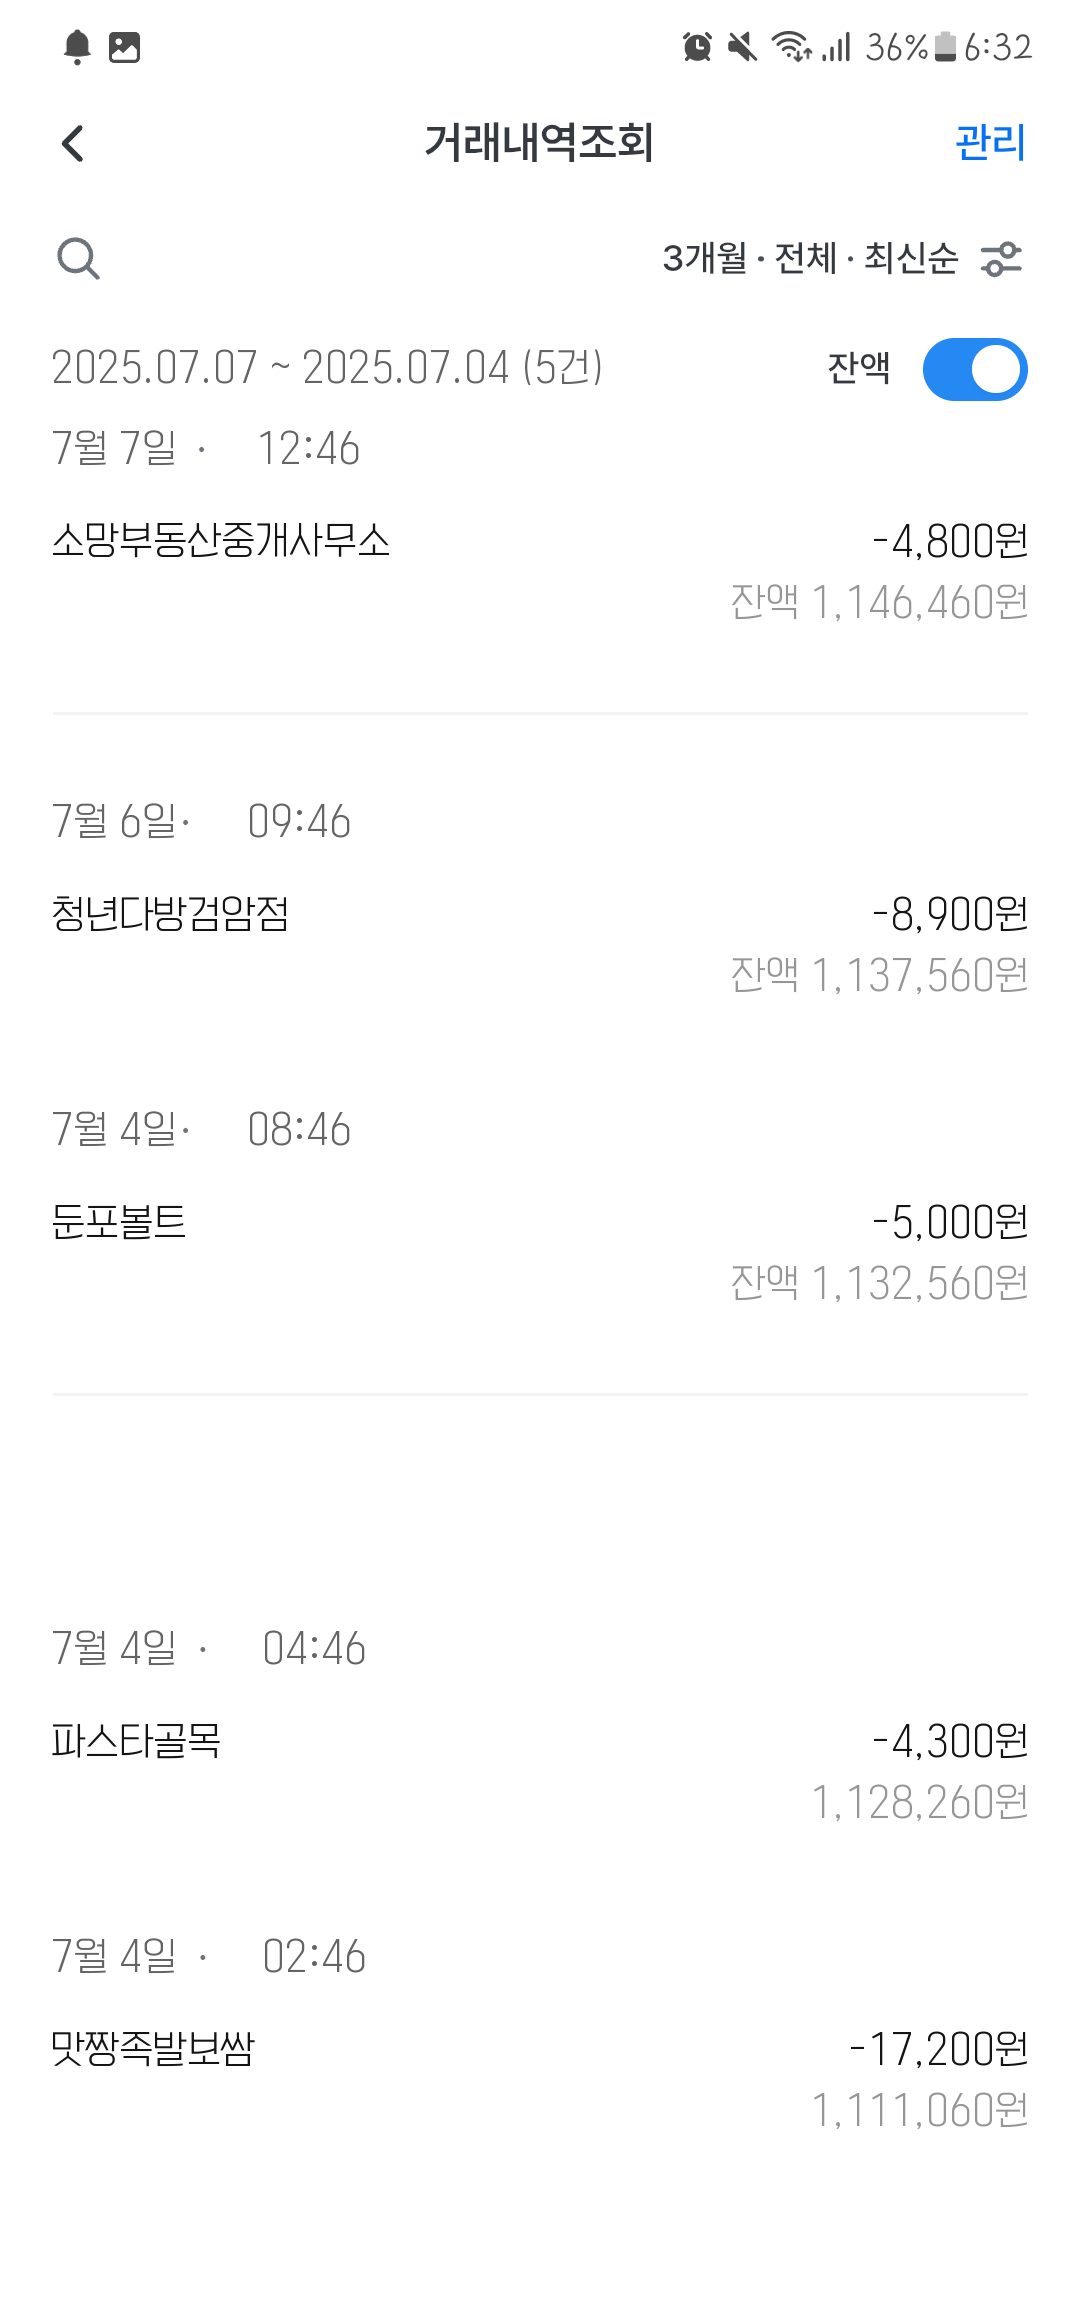 36% 6:32
거래내역조회
관리
3개월 · 전체 · 최신순
2025.07.07 ~ 2025.07.04 (5건)
잔액
7월 7일 · 12:46
소망부동산중개사무소
-4,800원
잔액 1,146,460원
7월 6일· 09:46
청년다방검암점
-8,900원
잔액 1,137,560원
7월 4일· 08:46
둔포볼트
-5,000원
잔액 1,132,560원
7월 4일 · 04:46
파스타골목
-4,300원
1,128,260원
7월 4일 · 02:46
맛짱족발보쌈
-17,200원
1,111,060원